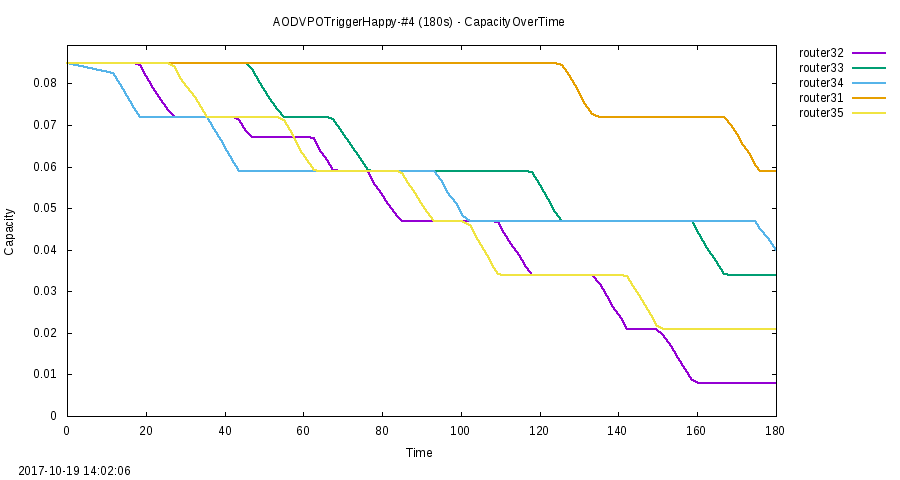 AODVPOTriggerHappy-#4 (180s) - CapacityOverTime
router32
router33
router34
router31
router35
0.08
0.07
0.06
0.05
0.04
0.03
0.02
0.01
0
Capacity
0 20 40 60 80 100 120 140 160 180
Time
2017-10-19 14:02:06